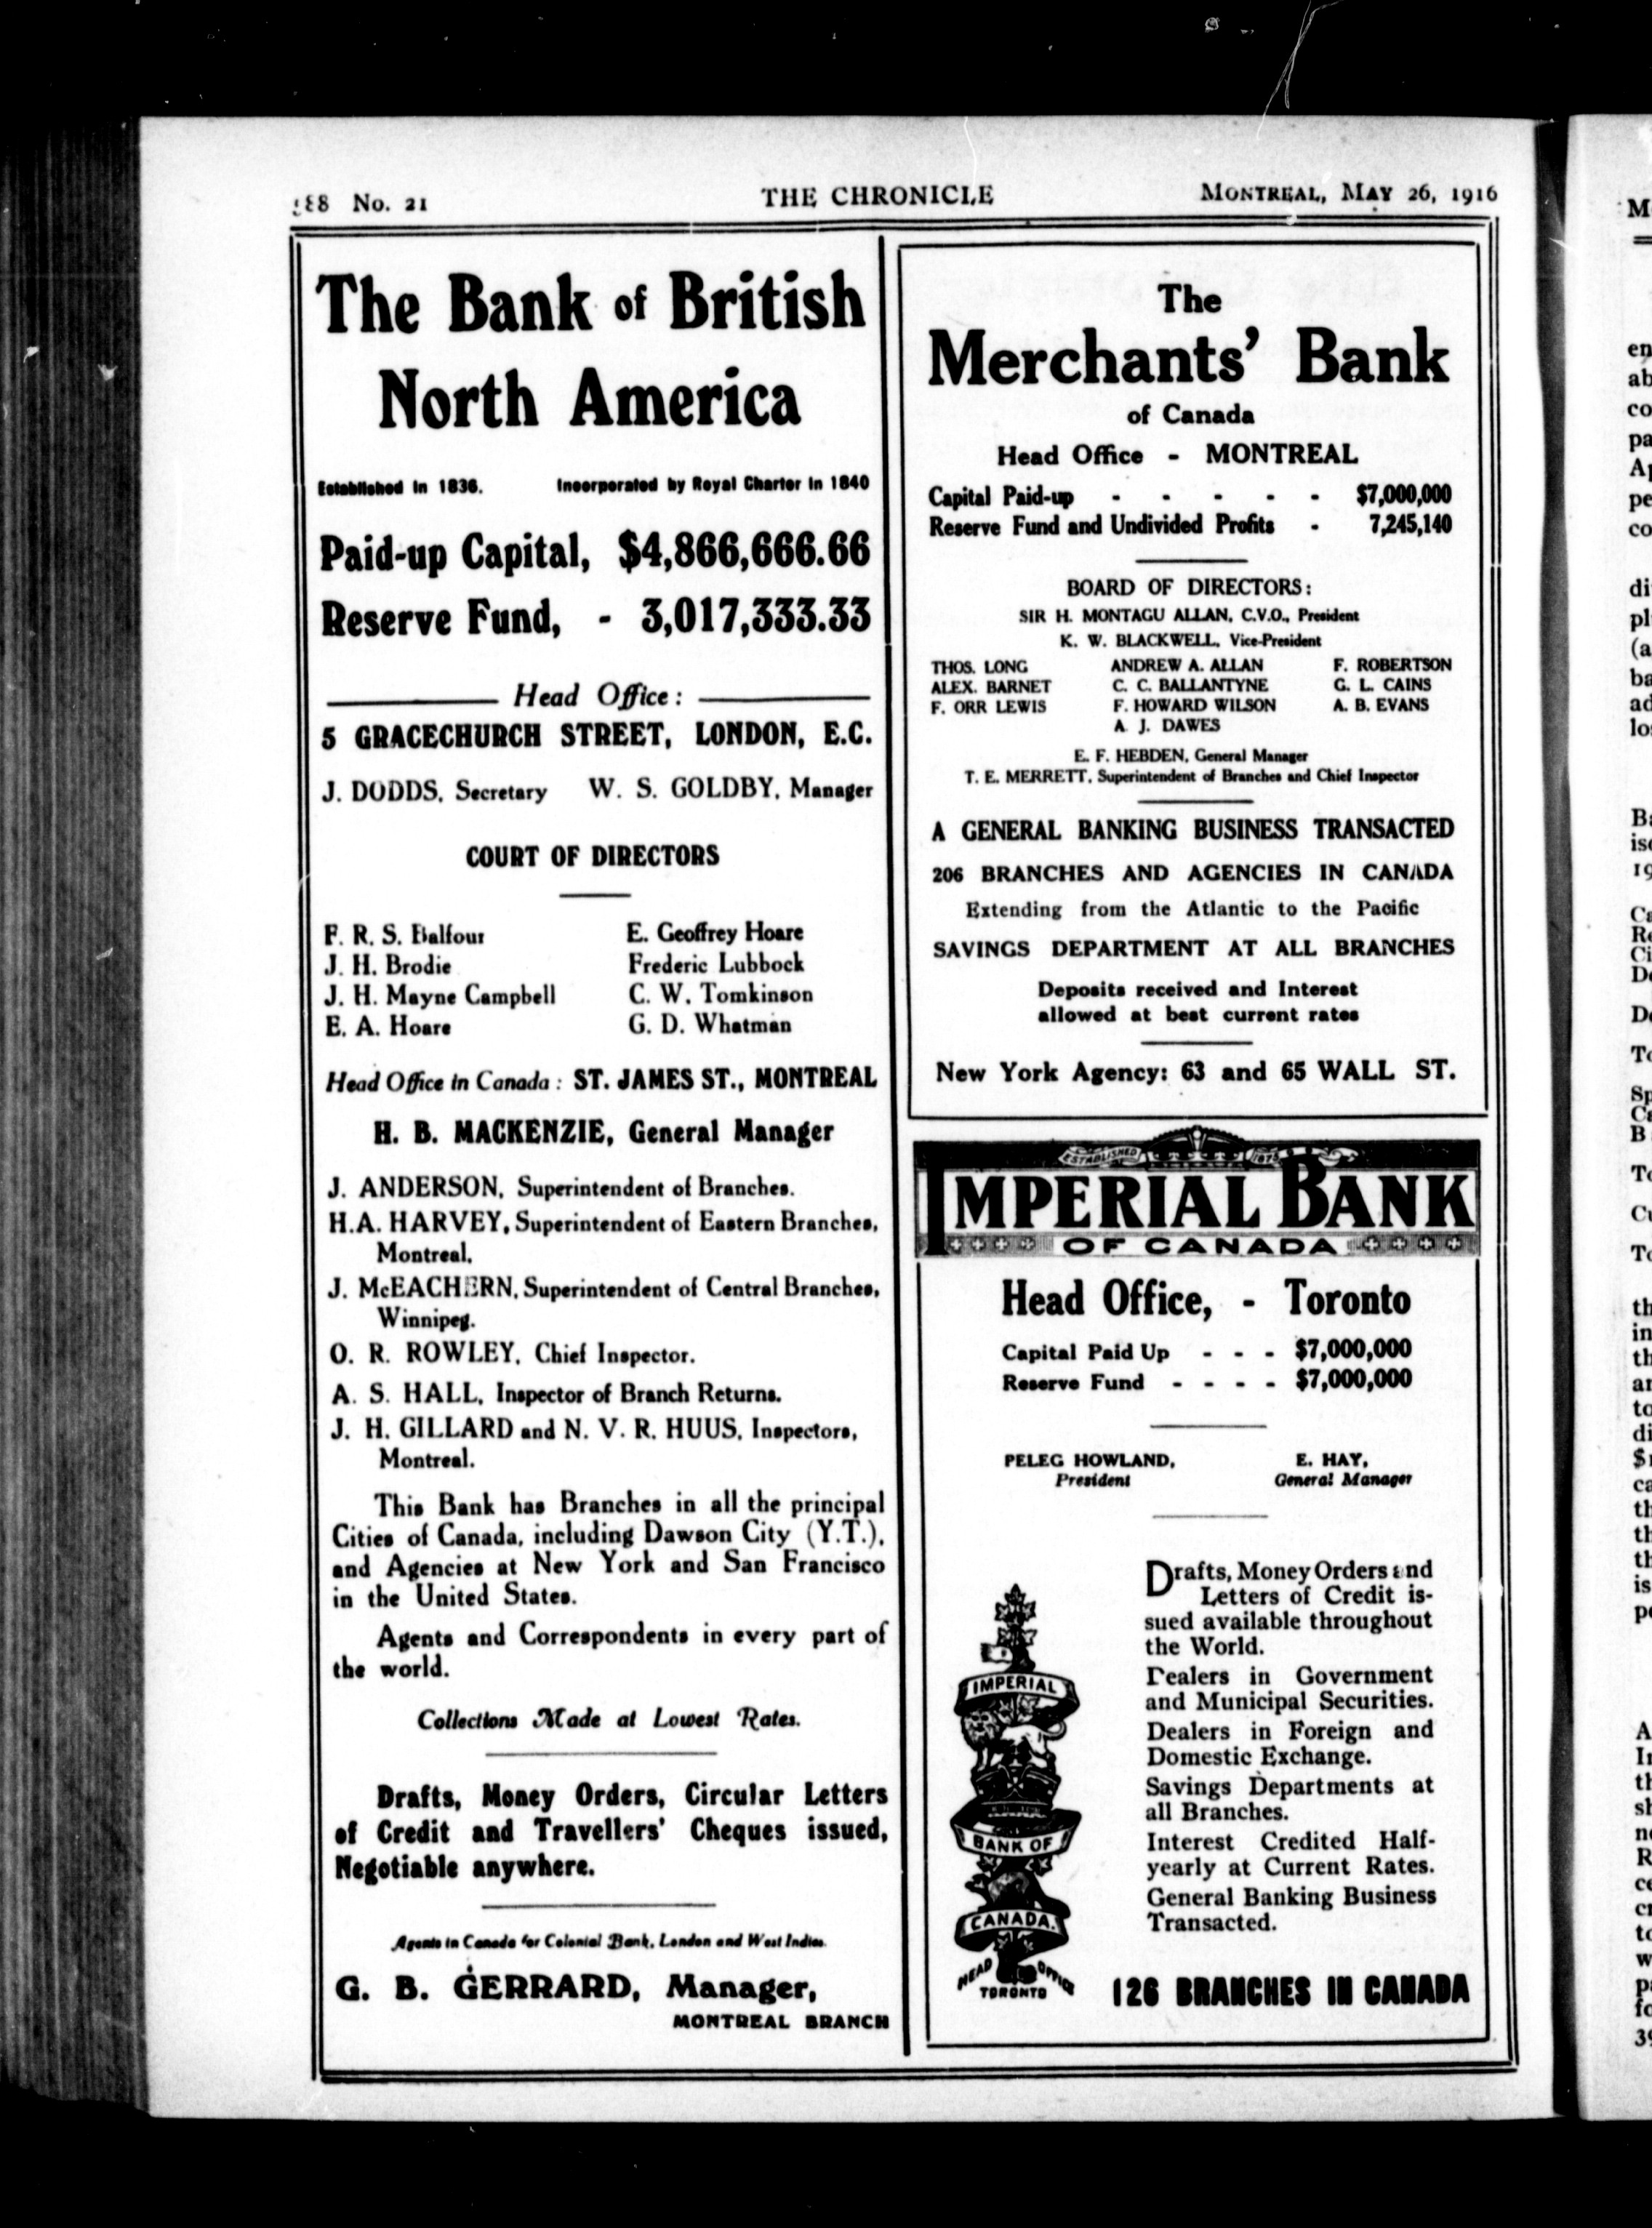 588 No. 21
THE CHRONICLE
MONTREAL, MAY 26, 1916
The Bank of British
North America
Established in 1836.
Incorporated by Royal Charter in 1840
Paid-up Capital, $4,866,666.66
Reserve Fund, - 3,017,333.33
Head Office:
5 GRACECHURCH STREET, LONDON, E.C.
J. DODDS, Secretary W. S. GOLDBY, Manager
COURT OF DIRECTORS
F. R. S. Balfour
J. H. Brodie
J. H. Mayne Campbell
E. A. Hoare
E. Geoffrey Hoare
Frederic Lubbock
C. W. Tomkinson
G. D. Whatman
Head Office in Canada: ST. JAMES ST., MONTREAL
H. B. MACKENZIE, General Manager
J. ANDERSON, Superintendent of Branches.
H.A. HARVEY, Superintendent of Eastern Branches,
Montreal.
J. McEACHERN, Superintendent of Central Branches,
Winnipeg.
O. R. ROWLEY, Chief Inspector.
A. S. HALL, Inspector of Branch Returns.
J. H. GILLARD and N. V. R. HUUS, Inspectors,
Montreal.
This Bank has Branches in all the principal
Cities of Canada, including Dawson City (Y.T.),
and Agencies at New York and San Francisco
in the United States.
Agents and Correspondents in every part of
the world.
Collections Made at Lowest Rates.
Drafts, Money Orders, Circular Letters
of Credit and Travellers' Cheques issued,
Negotiable anywhere.
Agents in Canada for Colonial Bank, London and West Indies.
G. B. GERRARD, Manager,
MONTREAL BRANCH
The
Merchants' Bank
of Canada
Head Office - MONTREAL
Capital Paid-up - - - - - $7,000,000
Reserve Fund and Undivided Profits - 7,245,140
BOARD OF DIRECTORS:
SIR H. MONTAGU ALLAN, C.V.O., President
K. W. BLACKWELL, Vice-President
THOS. LONG ANDREW A. ALLAN F. ROBERTSON
ALEX. BARNET C. C. BALLANTYNE G. L. CAINS
F. ORR LEWIS F. HOWARD WILSON A. B. EVANS
A. J. DAWES
E. F. HEBDEN, General Manager
T. E. MERRETT, Superintendent of Branches and Chief Inspector
A GENERAL BANKING BUSINESS TRANSACTED
206 BRANCHES AND AGENCIES IN CANADA
Extending from the Atlantic to the Pacific
SAVINGS DEPARTMENT AT ALL BRANCHES
Deposits received and Interest
allowed at best current rates
New York Agency: 63 and 65 WALL ST.
ESTABLISHED 1875
IMPERIAL BANK
OF CANADA
Head Office, - Toronto
Capital Paid Up - - - $7,000,000
Reserve Fund - - - - $7,000,000
PELEG HOWLAND,
President
E. HAY,
General Manager
IMPERIAL
BANK OF
CANADA.
HEAD OFFICE
TORONTO
Drafts, Money Orders and
Letters of Credit is-
sued available throughout
the World.
Dealers in Government
and Municipal Securities.
Dealers in Foreign and
Domestic Exchange.
Savings Departments at
all Branches.
Interest Credited Half-
yearly at Current Rates.
General Banking Business
Transacted.
126 BRANCHES IN CANADA